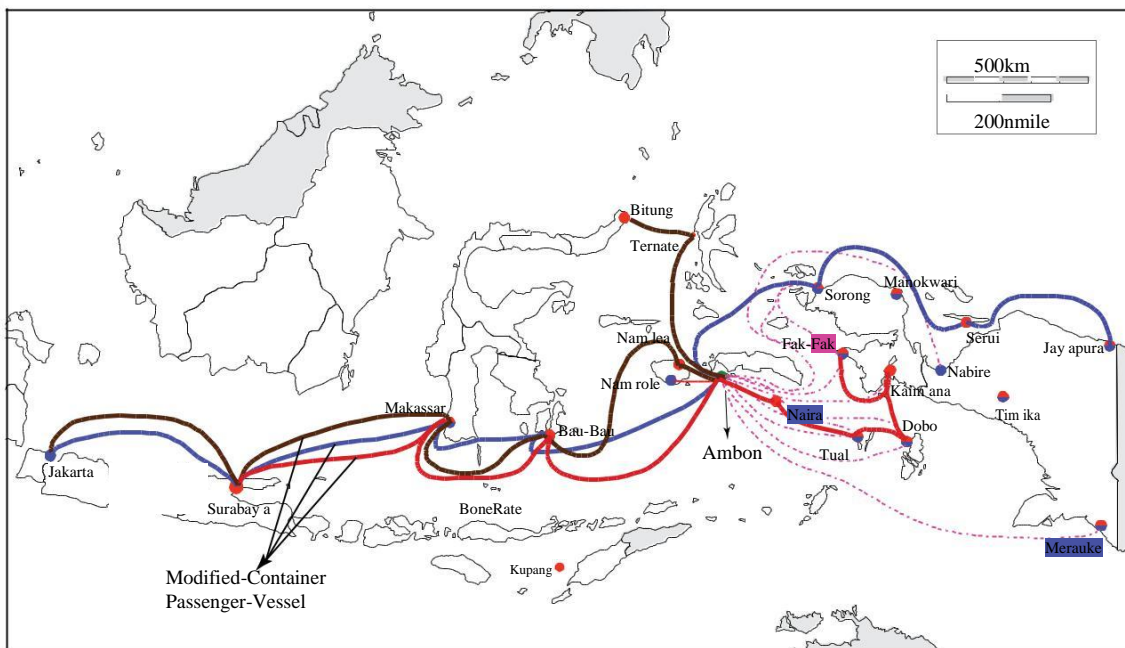 500km
200nmile
Bitung
Ternate
Sorong
Manokwari
Nam lea
Fak-Fak
Serui
Jay apura
Nam role
Kaim ana
Nabire
Makassar
Naira
Tim ika
Bau-Bau
Dobo
Ambon
Tual
Jakarta
Surabay a
BoneRate
Merauke
Kupang
Modified-Container
Passenger-Vessel